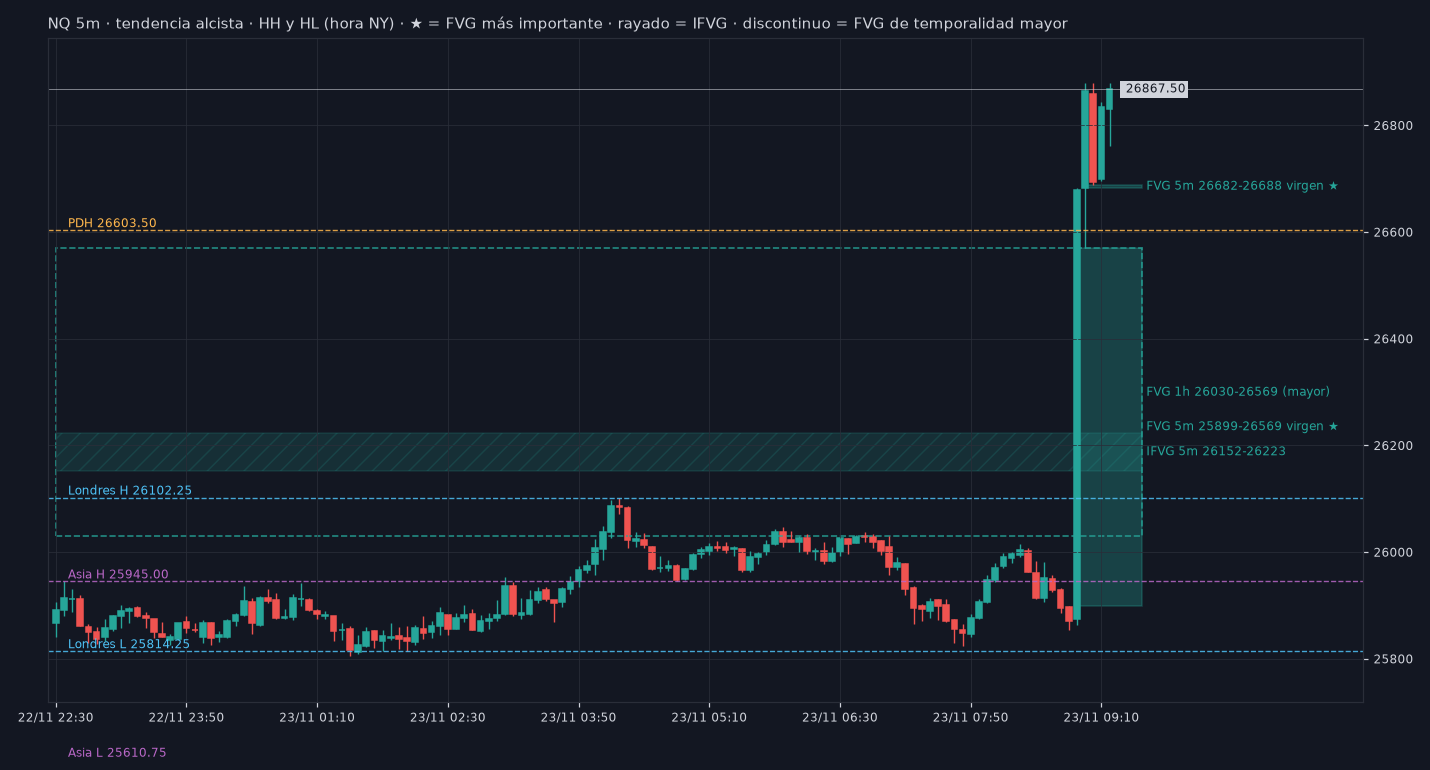 NQ 5m · tendencia alcista · HH y HL (hora NY) · ★ = FVG más importante · rayado = IFVG · discontinuo = FVG de temporalidad mayor
26867.50
26800
FVG 5m 26682-26688 virgen ★
PDH 26603.50
26600
26400
FVG 1h 26030-26569 (mayor)
FVG 5m 25899-26569 virgen ★
IFVG 5m 26152-26223
26200
Londres H 26102.25
26000
Asia H 25945.00
Londres L 25814.25
25800
22/11 22:30 22/11 23:50 23/11 01:10 23/11 02:30 23/11 03:50 23/11 05:10 23/11 06:30 23/11 07:50 23/11 09:10
Asia L 25610.75